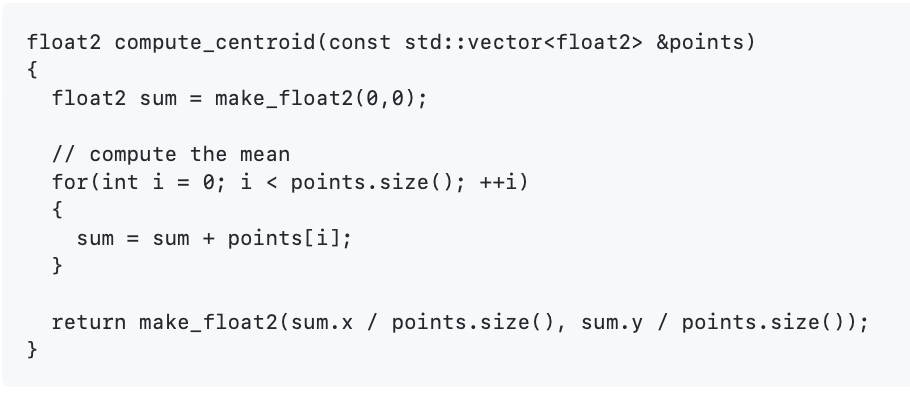 float2 compute_centroid(const std::vector<float2> &points)
{
  float2 sum = make_float2(0,0);

  // compute the mean
  for(int i = 0; i < points.size(); ++i)
  {
    sum = sum + points[i];
  }

  return make_float2(sum.x / points.size(), sum.y / points.size());
}